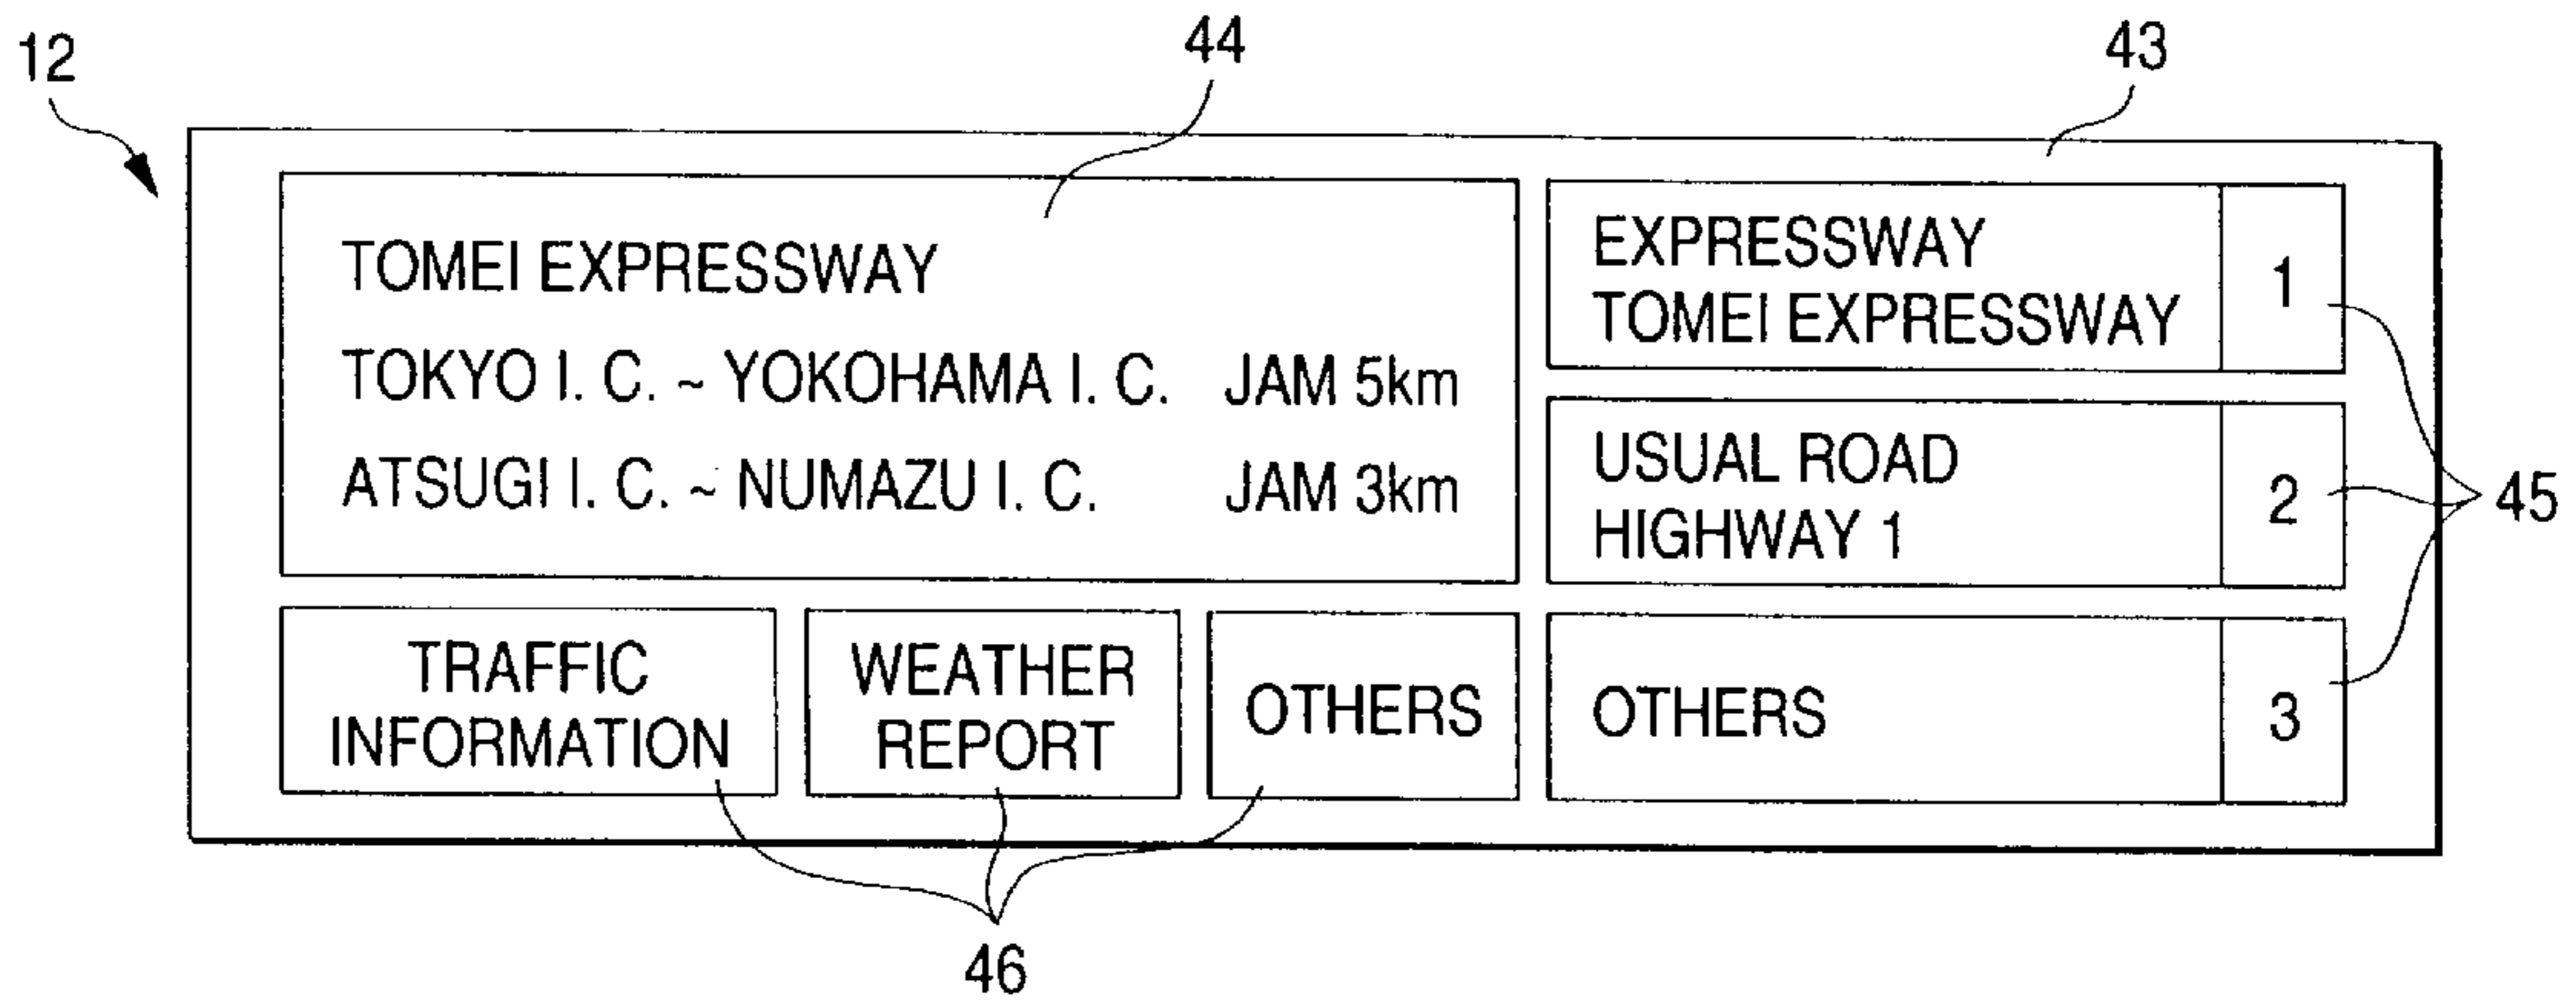 12
44
43
TOMEI EXPRESSWAY
TOKYO I. C. ~ YOKOHAMA I. C. JAM 5km
ATSUGI I. C. ~ NUMAZU I. C. JAM 3km
EXPRESSWAY
TOMEI EXPRESSWAY
1
USUAL ROAD
HIGHWAY 1
2
45
TRAFFIC
INFORMATION
WEATHER
REPORT
OTHERS
OTHERS
3
46